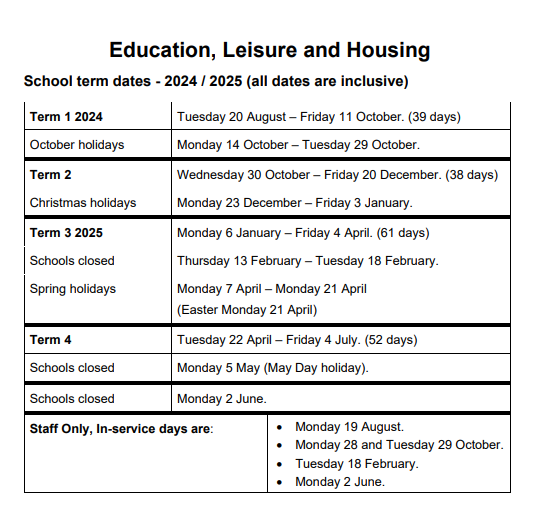 Education, Leisure and Housing
School term dates - 2024 / 2025 (all dates are inclusive)
Term 1 2024 Tuesday 20 August – Friday 11 October. (39 days)
October holidays Monday 14 October – Tuesday 29 October.
Term 2 Wednesday 30 October – Friday 20 December. (38 days)
Christmas holidays Monday 23 December – Friday 3 January.
Term 3 2025 Monday 6 January – Friday 4 April. (61 days)
Schools closed Thursday 13 February – Tuesday 18 February.
Spring holidays Monday 7 April – Monday 21 April
(Easter Monday 21 April)
Term 4 Tuesday 22 April – Friday 4 July. (52 days)
Schools closed Monday 5 May (May Day holiday).
Schools closed Monday 2 June.
Staff Only, In-service days are: • Monday 19 August.
• Monday 28 and Tuesday 29 October.
• Tuesday 18 February.
• Monday 2 June.